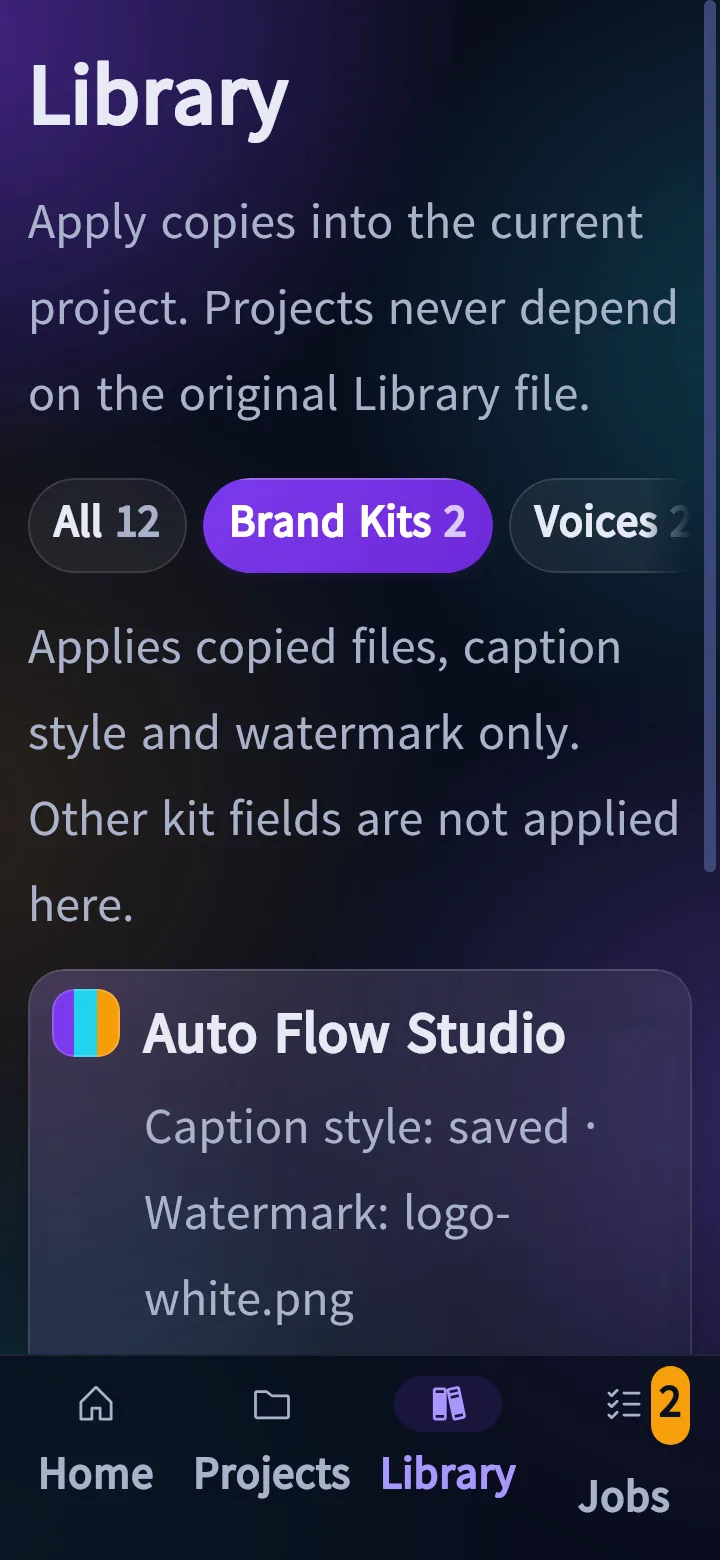 Library
Apply copies into the current
project. Projects never depend
on the original Library file.
All 12 Brand Kits 2 Voices 2
Applies copied files, caption
style and watermark only.
Other kit fields are not applied
here.
Auto Flow Studio
Caption style: saved ·
Watermark: logo-
white.png
2
Home Projects Library Jobs